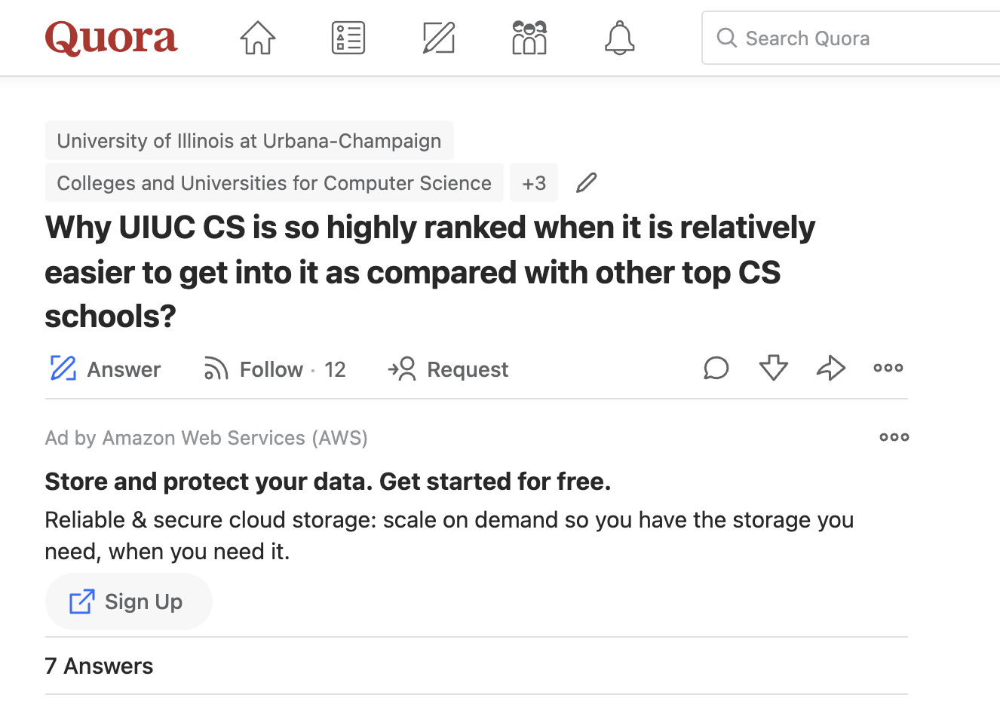 Quora
Search Quora
University of Illinois at Urbana-Champaign
Colleges and Universities for Computer Science +3
Why UIUC CS is so highly ranked when it is relatively
easier to get into it as compared with other top CS
schools?
Answer Follow · 12 Request
Ad by Amazon Web Services (AWS)
Store and protect your data. Get started for free.
Reliable & secure cloud storage: scale on demand so you have the storage you
need, when you need it.
Sign Up
7 Answers